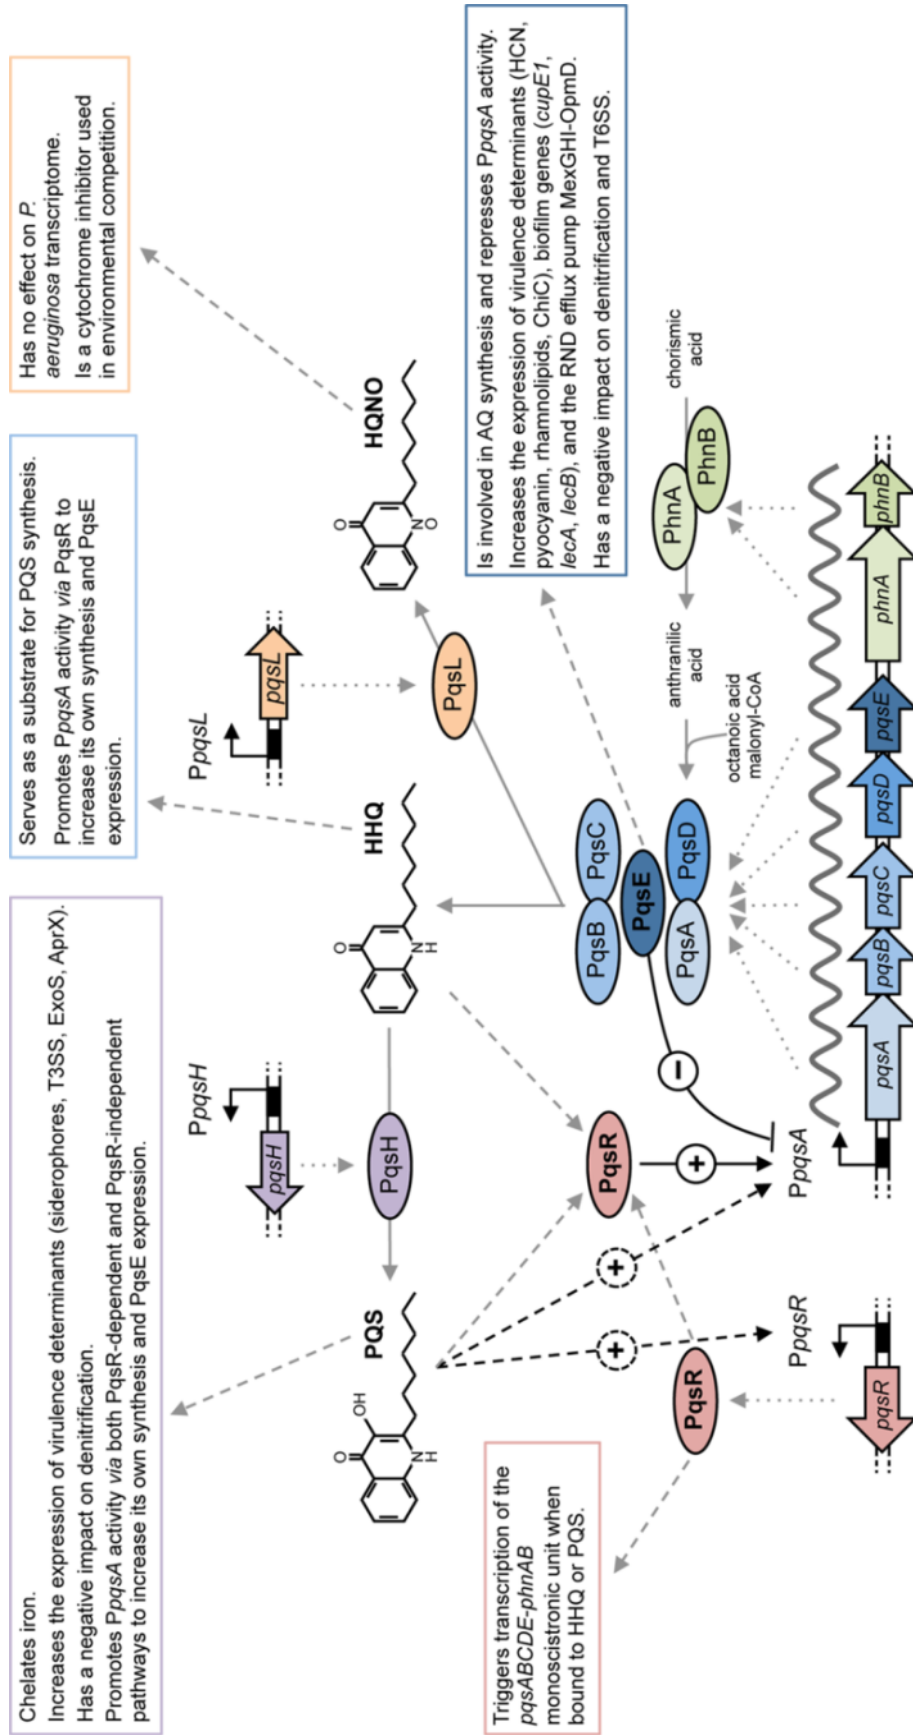 Chelates iron.
Increases the expression of virulence determinants (siderophores, T3SS, ExoS, AprX).
Has a negative impact on denitrification.
Promotes PpqsA activity via both PqsR-dependent and PqsR-independent
pathways to increase its own synthesis and PqsE expression.
Serves as a substrate for PQS synthesis.
Promotes PpqsA activity via PqsR to
increase its own synthesis and PqsE
expression.
Has no effect on P.
aeruginosa transcriptome.
Is a cytochrome inhibitor used
in environmental competition.
PpqsH
pqsH
PqsH
PpqsL
pqsL
PqsL
PQS
O
OH
N
H
HHQ
O
N
H
HQNO
O
N
O
Triggers transcription of the
pqsABCDE-phnAB
monoscistronic unit when
bound to HHQ or PQS.
Is involved in AQ synthesis and represses PpqsA activity.
Increases the expression of virulence determinants (HCN,
pyocyanin, rhamnolipids, ChiC), biofilm genes (cupE1,
lecA, lecB), and the RND efflux pump MexGHI-OpmD.
Has a negative impact on denitrification and T6SS.
PqsR
PqsR
+
+
+
−
PqsB
PqsC
PqsE
PqsA
PqsD
anthranilic
acid
octanoic acid
malonyl-CoA
PhnA
PhnB
chorismic
acid
PpqsR
PpqsA
pqsR
pqsA
pqsB
pqsC
pqsD
pqsE
phnA
phnB